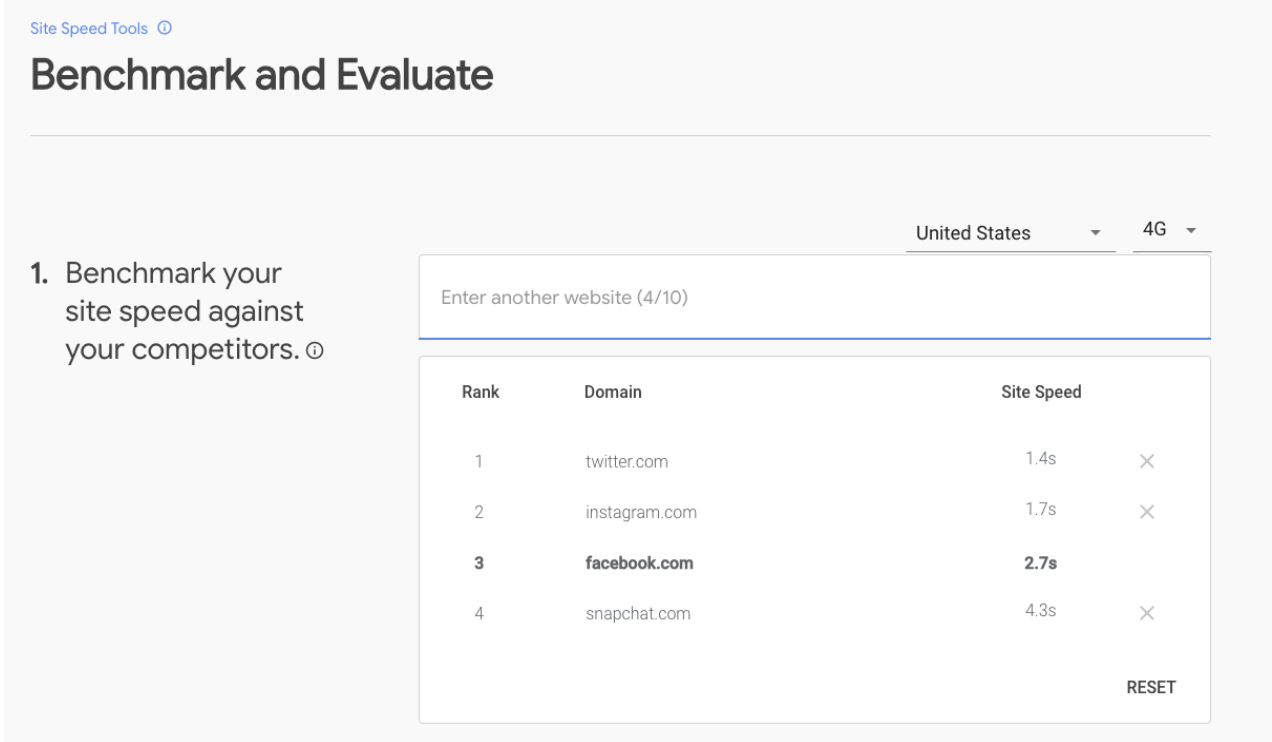 Site Speed Tools
Benchmark and Evaluate
United States 4G
1. Benchmark your
site speed against
your competitors.
Enter another website (4/10)
Rank Domain Site Speed
1 twitter.com 1.4s
2 instagram.com 1.7s
3 facebook.com 2.7s
4 snapchat.com 4.3s
RESET